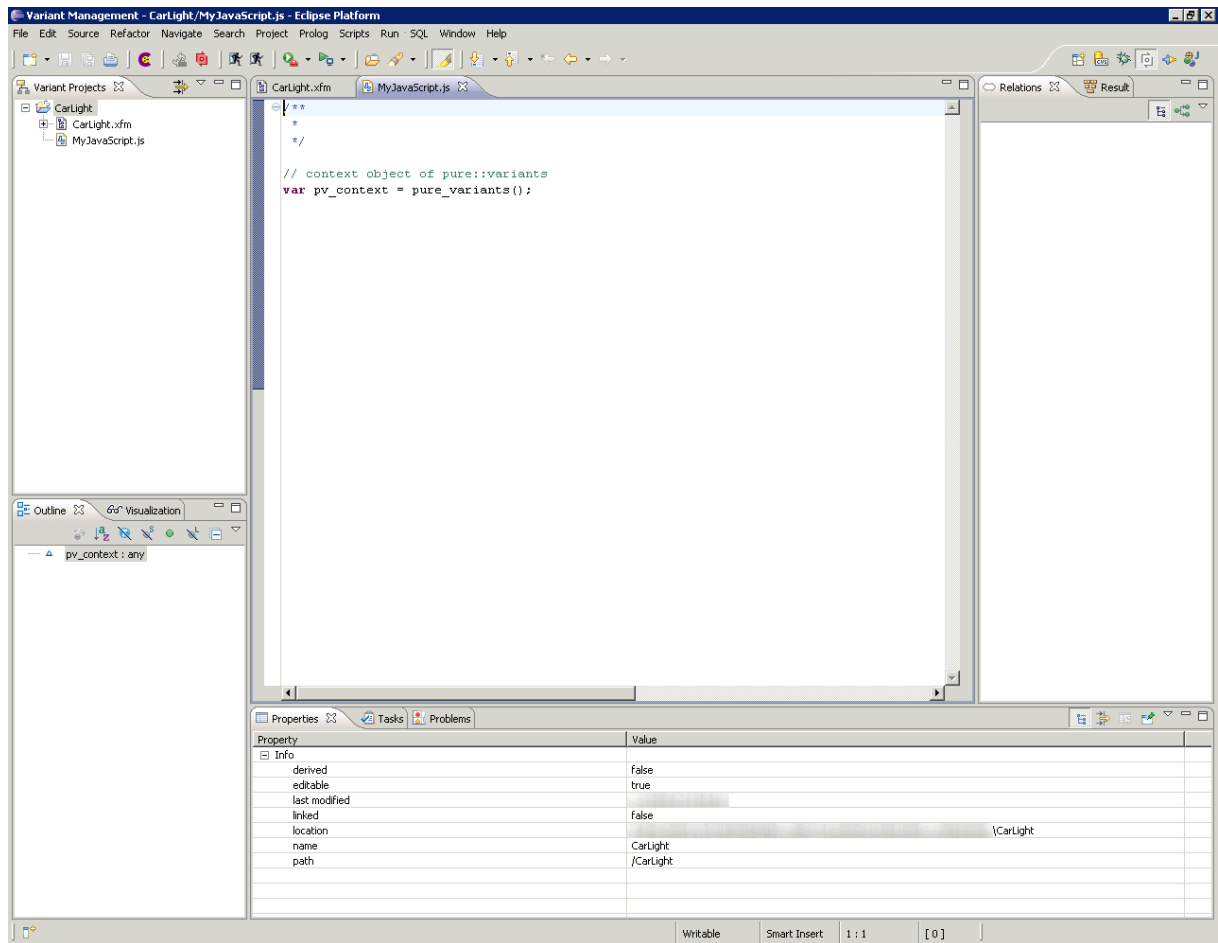 Variant Management - CarLight/MyJavaScript.js - Eclipse Platform
File Edit Source Refactor Navigate Search Project Prolog Scripts Run SQL Window Help
Variant Projects
CarLight
CarLight.xfm
MyJavaScript.js
CarLight.xfm MyJavaScript.js
/**
*
*/
// context object of pure::variants
var pv_context = pure_variants();
Relations Result
Outline Visualization
pv_context : any
Properties Tasks Problems
Property Value
Info
derived false
editable true
last modified
linked false
location \CarLight
name CarLight
path /CarLight
Writable Smart Insert 1 : 1 [ 0 ]